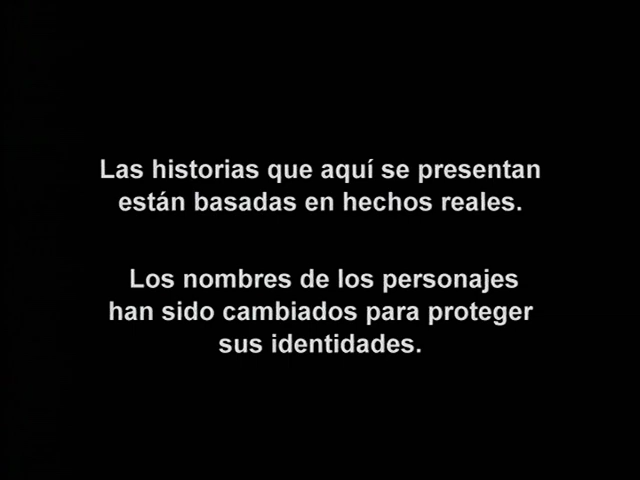 Las historias que aquí se presentan
están basadas en hechos reales.
Los nombres de los personajes
han sido cambiados para proteger
sus identidades.